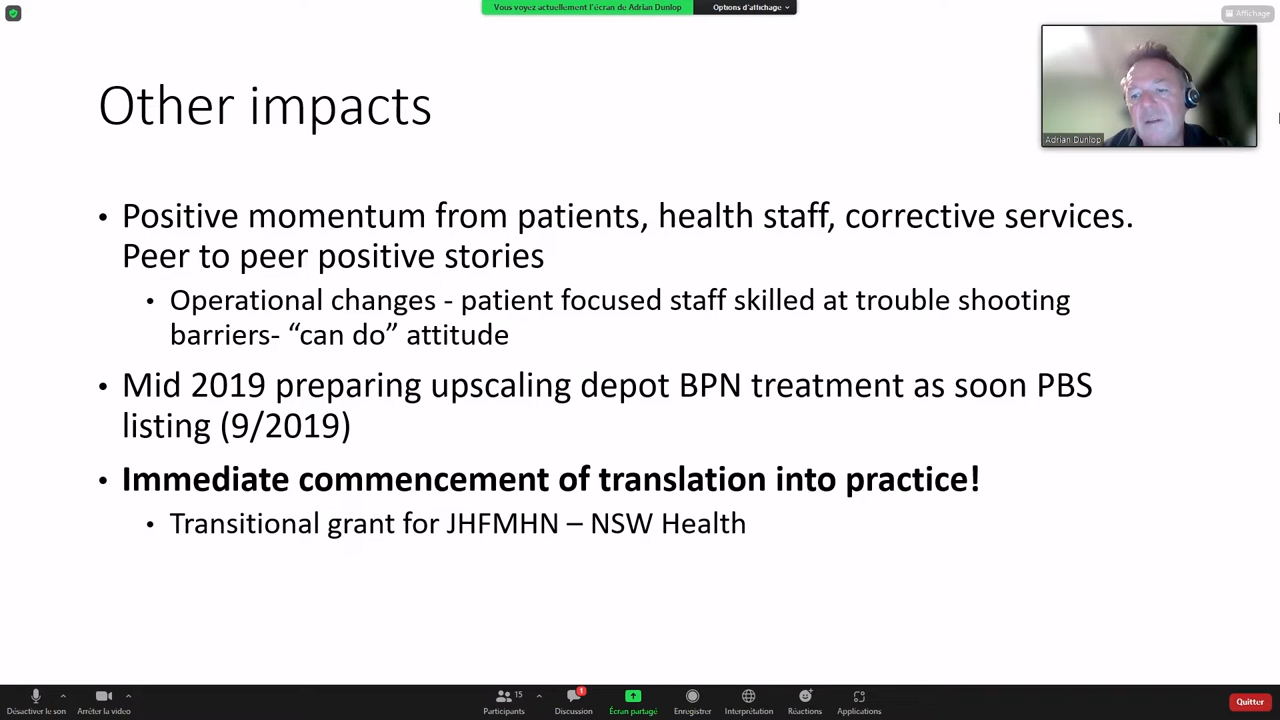 Vous voyez actuellement l'écran de Adrian Dunlop
Options d'affichage
Affichage
Other impacts
Adrian Dunlop
• Positive momentum from patients, health staff, corrective services.
Peer to peer positive stories
• Operational changes - patient focused staff skilled at trouble shooting
barriers- “can do” attitude
• Mid 2019 preparing upscaling depot BPN treatment as soon PBS
listing (9/2019)
• Immediate commencement of translation into practice!
• Transitional grant for JHFMHN – NSW Health
15
1
Désactiver le son
Arrêter la video
Participants
Discussion
Écran partagé
Enregistrer
Interprétation
Réactions
Applications
Quitter